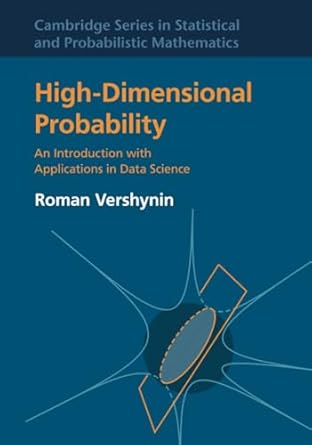 Cambridge Series in Statistical
and Probabilistic Mathematics
High-Dimensional
Probability
An Introduction with
Applications in Data Science
Roman Vershynin